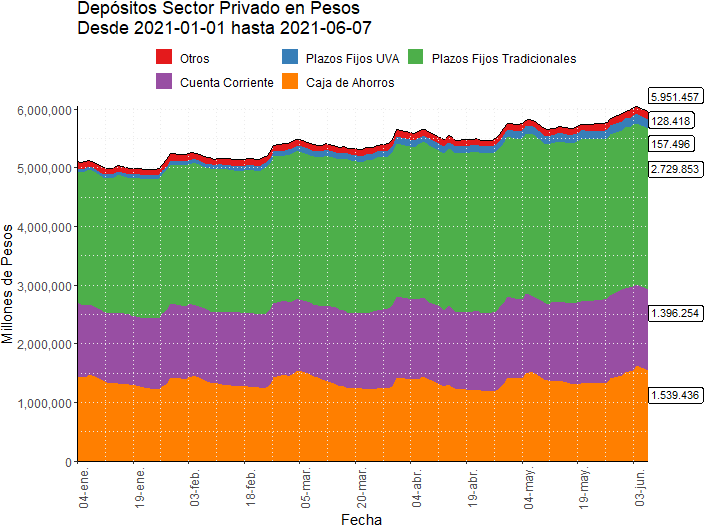 Depósitos Sector Privado en Pesos
Desde 2021-01-01 hasta 2021-06-07
Otros
Plazos Fijos UVA
Plazos Fijos Tradicionales
Cuenta Corriente
Caja de Ahorros
Millones de Pesos
6,000,000
5,000,000
4,000,000
3,000,000
2,000,000
1,000,000
0
5.951.457
128.418
157.496
2.729.853
1.396.254
1.539.436
04-ene.
19-ene.
03-feb.
18-feb.
05-mar.
20-mar.
04-abr.
19-abr.
04-may.
19-may.
03-jun.
Fecha